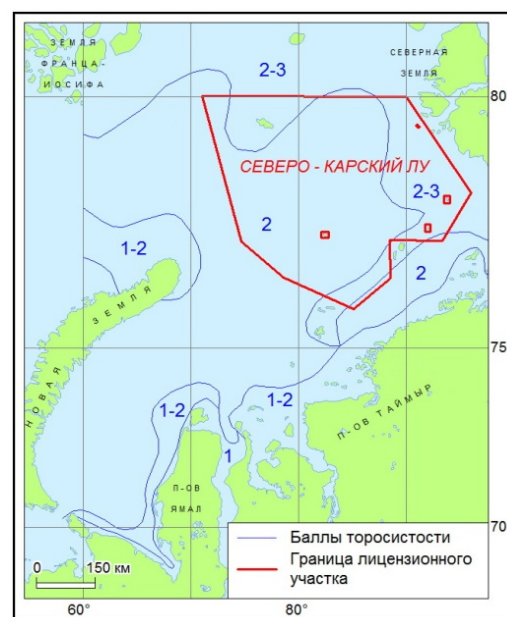 ЗЕМЛЯ
ФРАНЦА-
ИОСИФА
СЕВЕРНАЯ
ЗЕМЛЯ
2-3
80
СЕВЕРО - КАРСКИЙ ЛУ
2-3
2
1-2
2
НОВАЯ ЗЕМЛЯ
75
П-ОВ ТАЙМЫР
1-2
1-2
1
П-ОВ
ЯМАЛ
70
Баллы торосистости
Граница лицензионного
участка
0 150 км
60° 80°